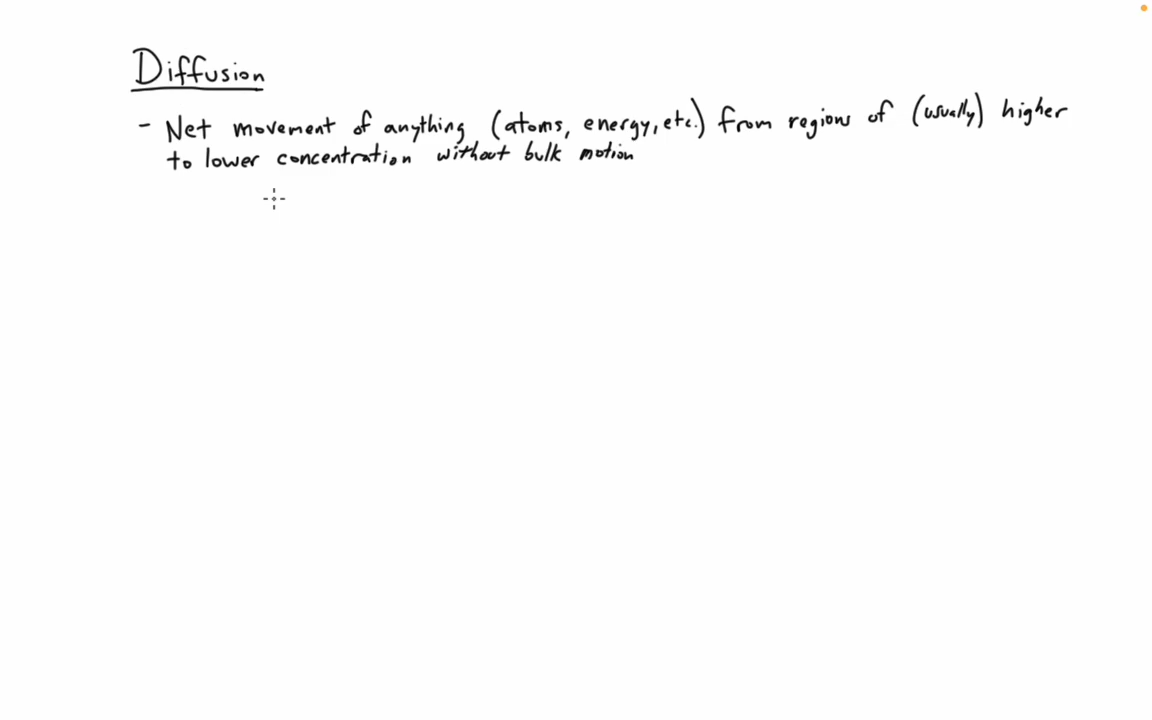 Diffusion
- Net movement of anything (atoms, energy, etc.) from regions of (usually) higher
to lower concentration without bulk motion